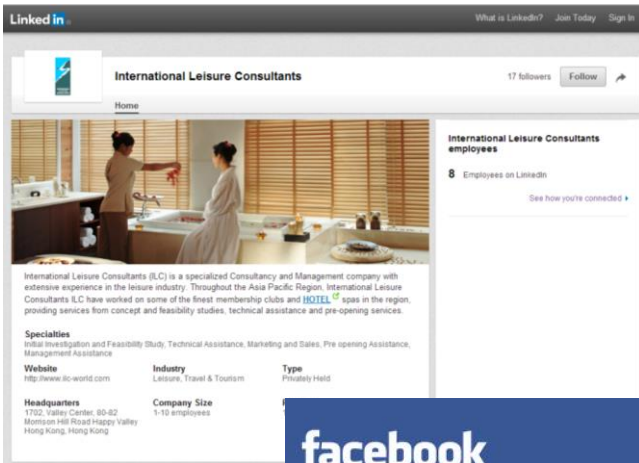 Linked in
What is LinkedIn? Join Today Sign In
International Leisure Consultants
17 followers Follow
Home
International Leisure Consultants
employees
8 Employees on LinkedIn
See how you're connected
International Leisure Consultants (ILC) is a specialized Consultancy and Management company with
extensive experience in the leisure industry. Throughout the Asia Pacific Region, International Leisure
Consultants ILC have worked on some of the finest membership clubs and HOTEL spas in the region,
providing services from concept and feasibility studies, technical assistance and pre-opening services.
Specialties
Initial Investigation and Feasibility Study, Technical Assistance, Marketing and Sales, Pre opening Assistance,
Management Assistance
Website Industry Type
http://www.ilc-world.com Leisure, Travel & Tourism Privately Held
Headquarters Company Size
1702, Valley Center, 80-82 1-10 employees
Morrison Hill Road Happy Valley
Hong Kong, Hong Kong
facebook